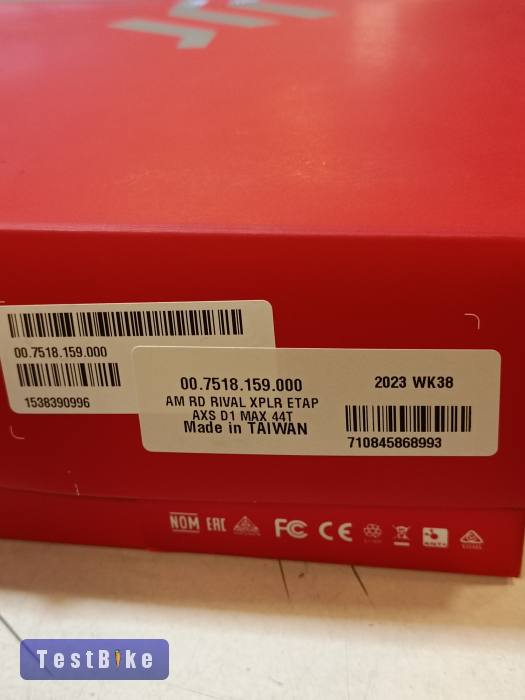 00.7518.159.000
1538390996
00.7518.159.000
2023 WK38
AM RD RIVAL XPLR ETAP
AXS D1 MAX 44T
Made in TAIWAN
710845868993
NOM EAC FC CE
TestBike